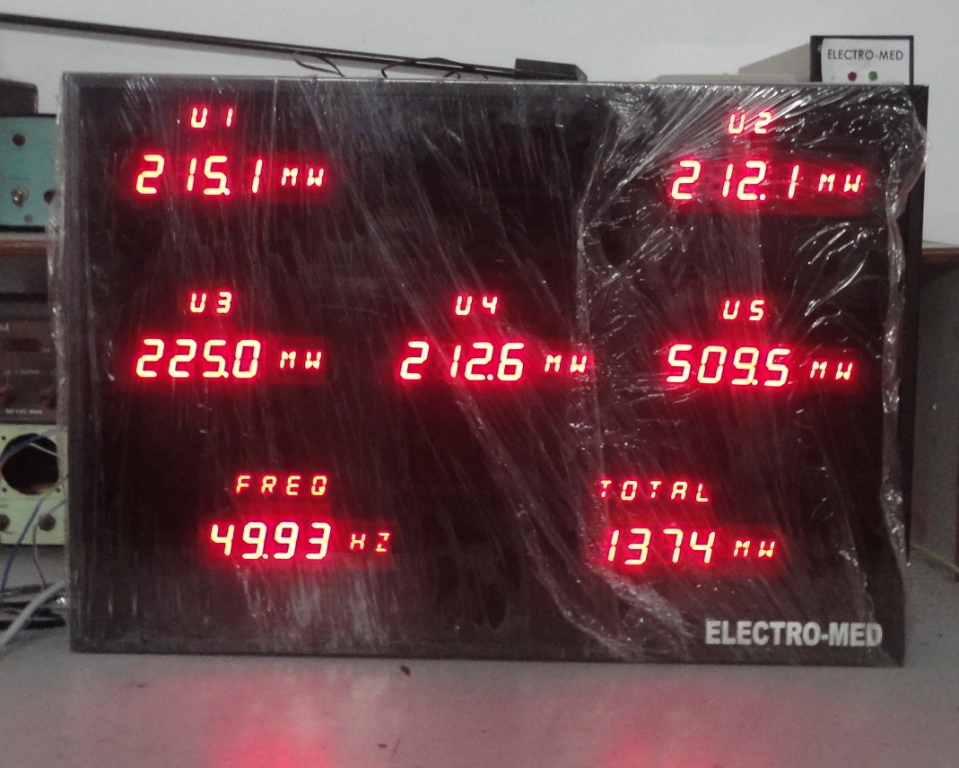 ELECTRO-MED
U1 U2
215.1 MW 212.1 MW
U3 U4 U5
225.0 MW 212.6 MW 509.5 MW
FREQ TOTAL
49.93 HZ 1374 MW
ELECTRO-MED